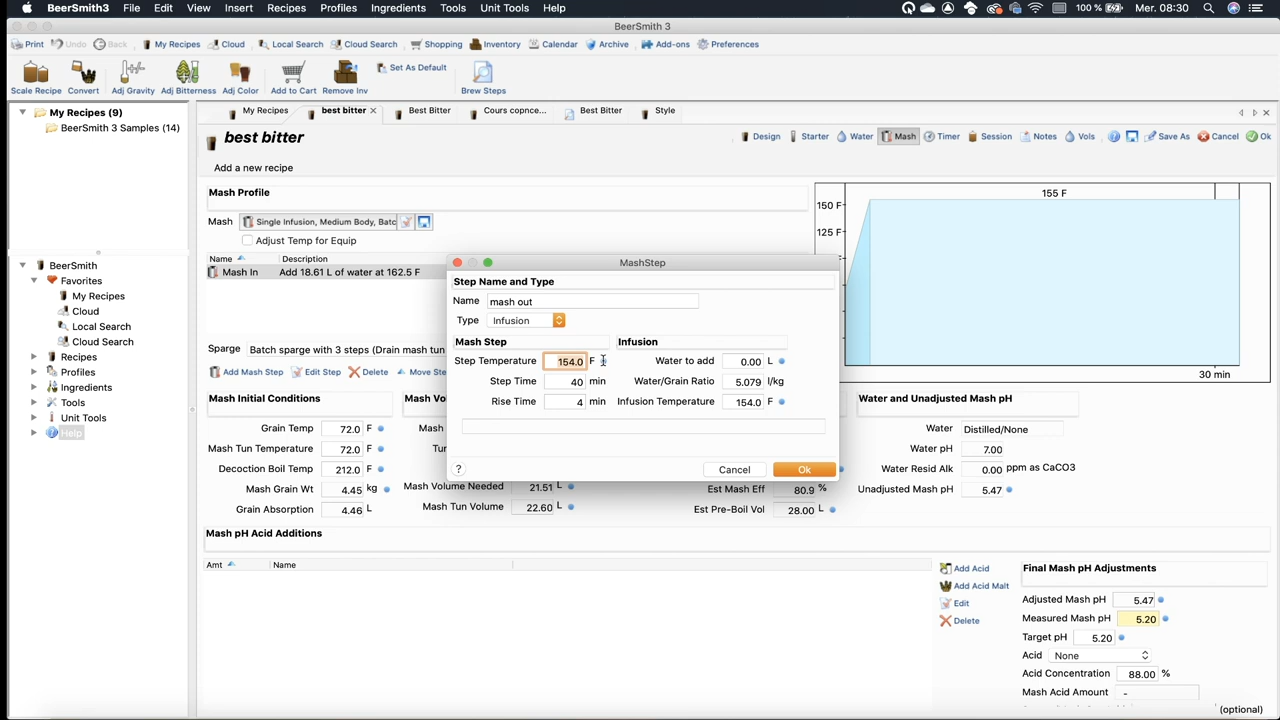 BeerSmith3 File Edit View Insert Recipes Profiles Ingredients Tools Unit Tools Help 100 % Mer. 08:30
BeerSmith 3
Print Undo Back My Recipes Cloud Local Search Cloud Search Shopping Inventory Calendar Archive Add-ons Preferences
Set As Default
Scale Recipe Convert Adj Gravity Adj Bitterness Adj Color Add to Cart Remove Inv Brew Steps
My Recipes (9)
BeerSmith 3 Samples (14)
My Recipes best bitter Best Bitter Cours copnce... Best Bitter Style
best bitter
Design Starter Water Mash Timer Session Notes Vols Save As Cancel Ok
Add a new recipe
Mash Profile
Mash Single Infusion, Medium Body, Batc
Adjust Temp for Equip
Name Description
Mash In Add 18.61 L of water at 162.5 F
155 F
150 F
125 F
30 min
BeerSmith
Favorites
My Recipes
Cloud
Local Search
Cloud Search
Recipes
Profiles
Ingredients
Tools
Unit Tools
Help
MashStep
Step Name and Type
Name mash out
Type Infusion
Mash Step Infusion
Step Temperature 154.0 F Water to add 0.00 L
Step Time 40 min Water/Grain Ratio 5.079 l/kg
Rise Time 4 min Infusion Temperature 154.0 F
? Cancel Ok
Sparge Batch sparge with 3 steps (Drain mash tun
Add Mash Step Edit Step Delete Move Ste
Mash Initial Conditions Mash Vo Water and Unadjusted Mash pH
Grain Temp 72.0 F Mash Water Distilled/None
Mash Tun Temperature 72.0 F Tur Water pH 7.00
Decoction Boil Temp 212.0 F Water Resid Alk 0.00 ppm as CaCO3
Mash Grain Wt 4.45 kg Mash Volume Needed 21.51 L Est Mash Eff 80.9 % Unadjusted Mash pH 5.47
Grain Absorption 4.46 L Mash Tun Volume 22.60 L Est Pre-Boil Vol 28.00 L
Mash pH Acid Additions
Amt Name
Add Acid
Add Acid Malt
Edit
Delete
Final Mash pH Adjustments
Adjusted Mash pH 5.47
Measured Mash pH 5.20
Target pH 5.20
Acid None
Acid Concentration 88.00 %
Mash Acid Amount -
(optional)